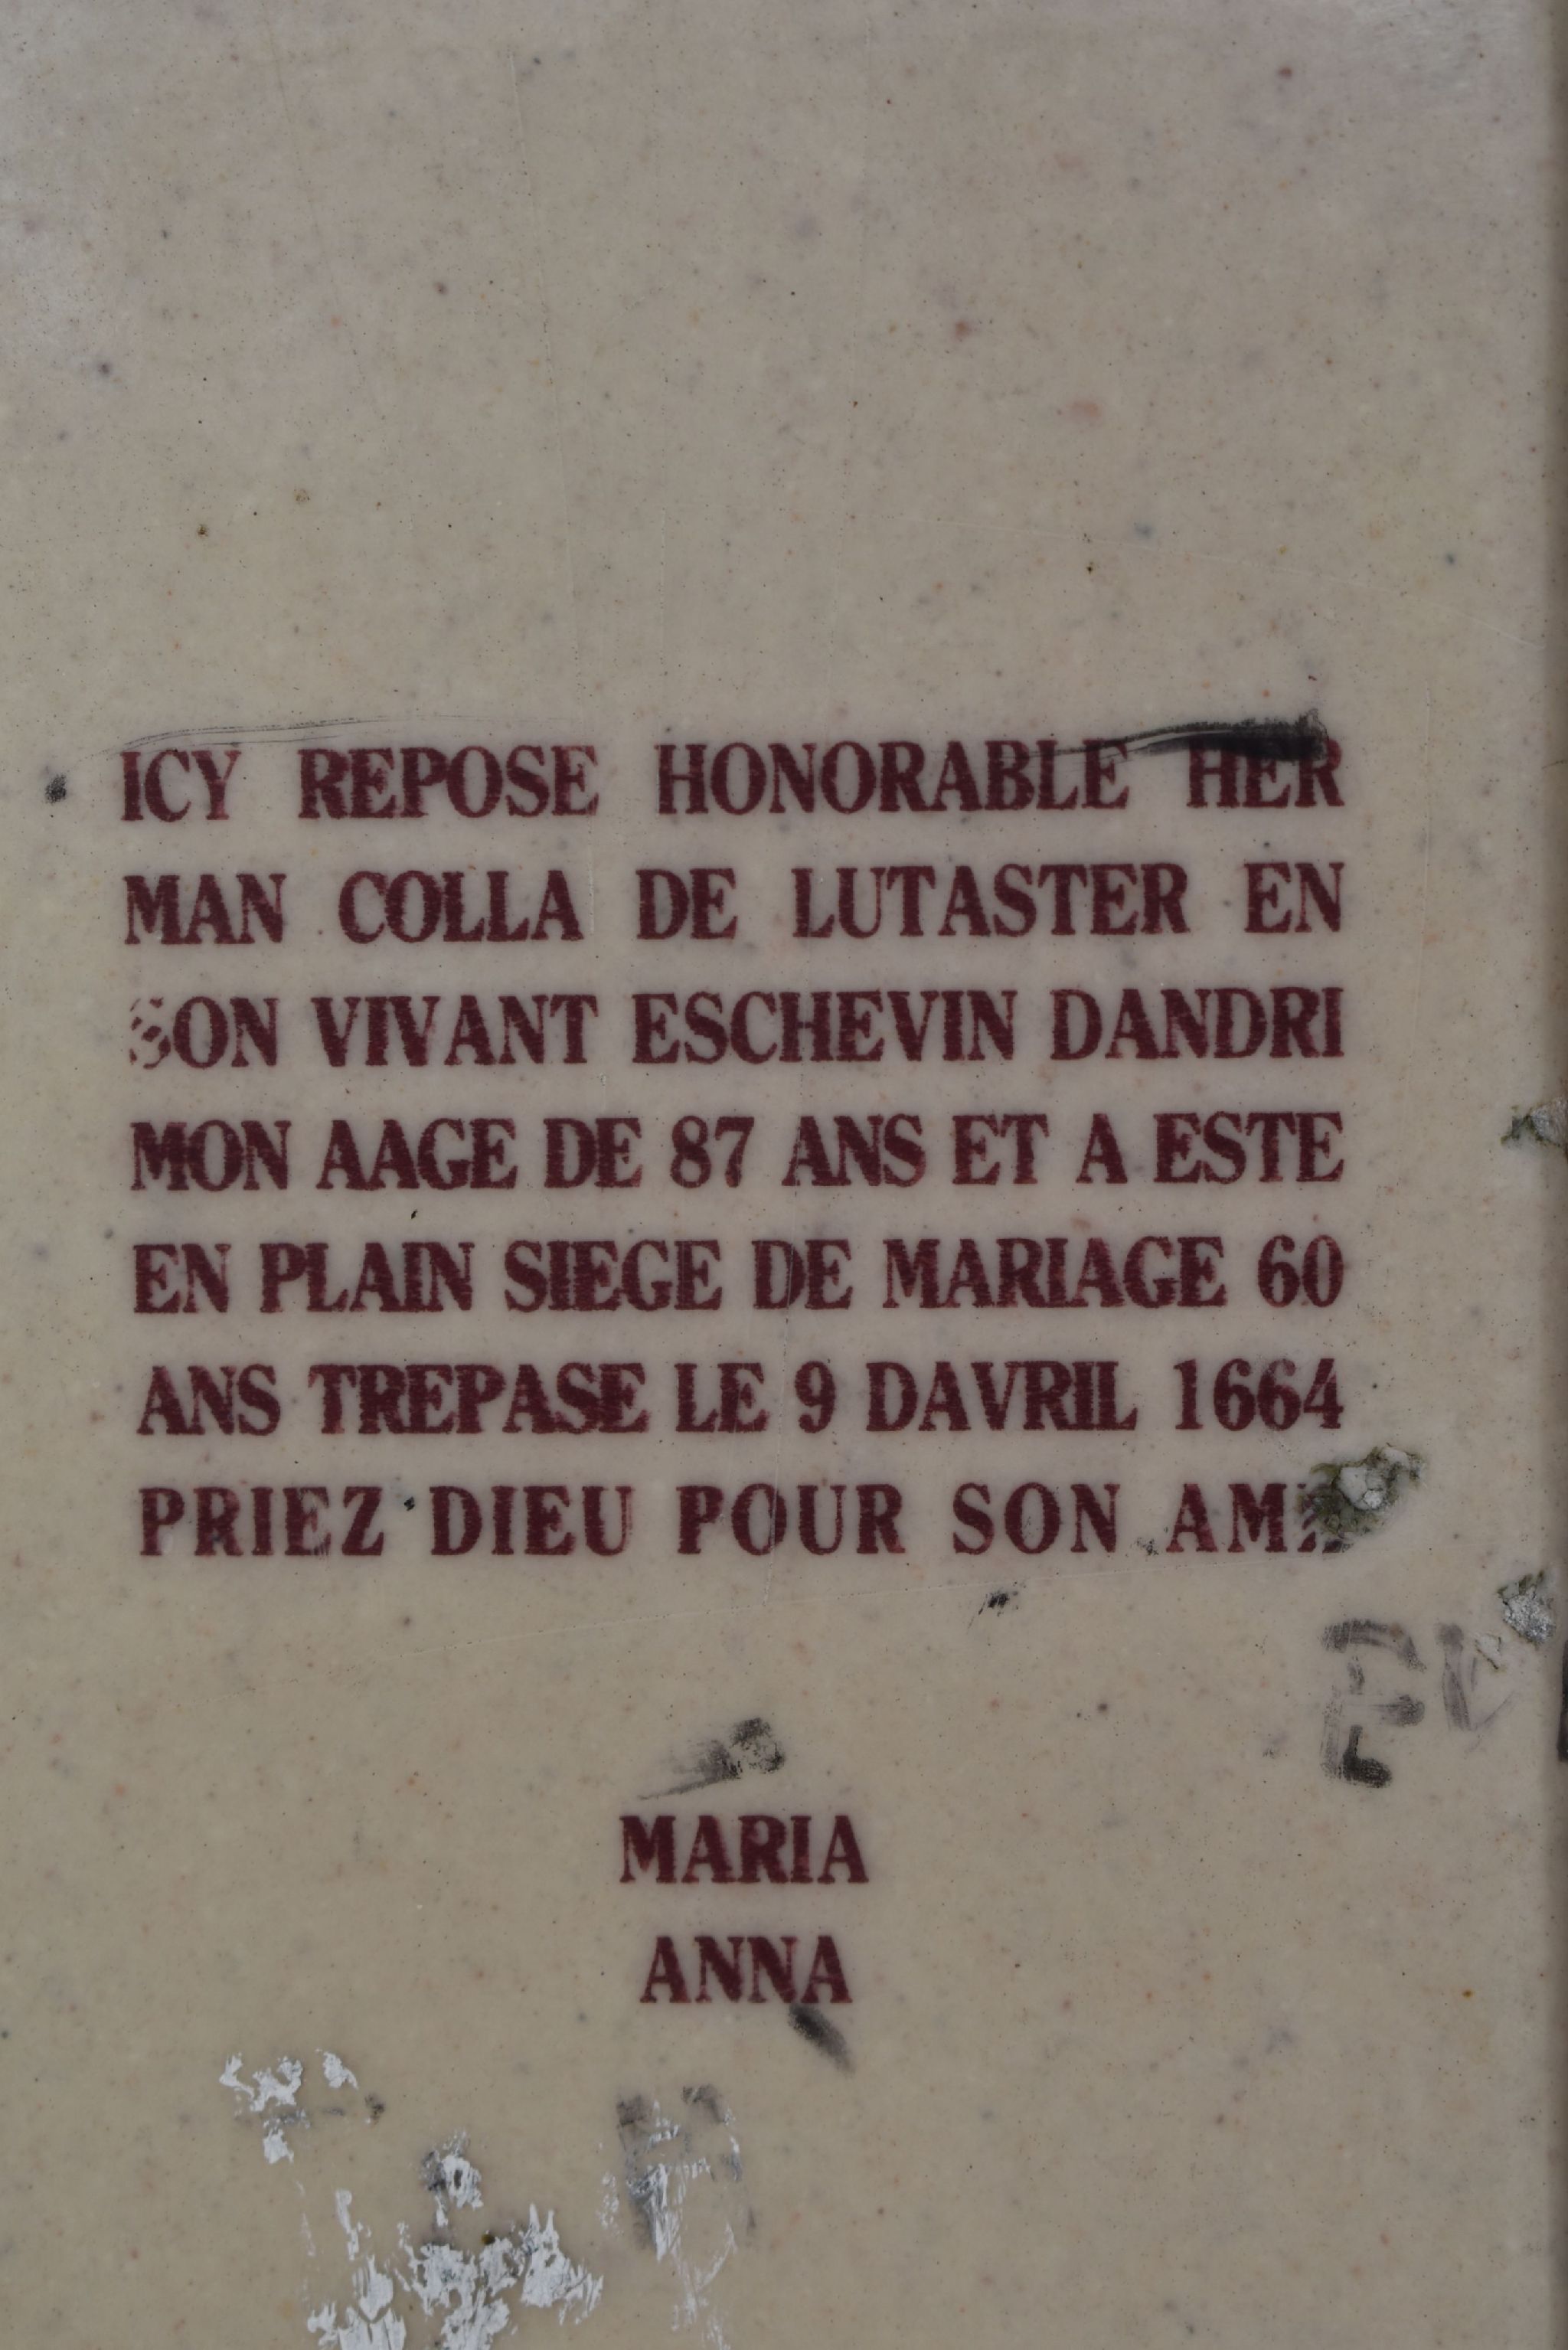 ICY REPOSE HONORABLE HER
MAN COLLA DE LUTASTER EN
SON VIVANT ESCHEVIN DANDRI
MON AAGE DE 87 ANS ET A ESTE
EN PLAIN SIEGE DE MARIAGE 60
ANS TREPASE LE 9 DAVRIL 1664
PRIEZ DIEU POUR SON AME
MARIA
ANNA